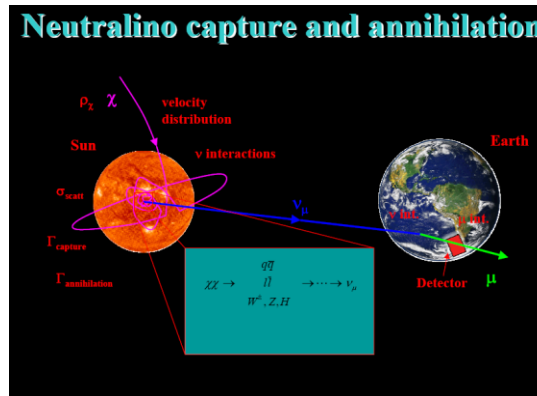 Neutralino capture and annihilation
ρχ χ
velocity
distribution
Sun
Earth
ν interactions
σscatt
νμ
ν int.
μ int.
Γcapture
Γannihilation
Detector
μ
qq̅
χχ → ll̅ → ⋯ → νμ
W±, Z, H